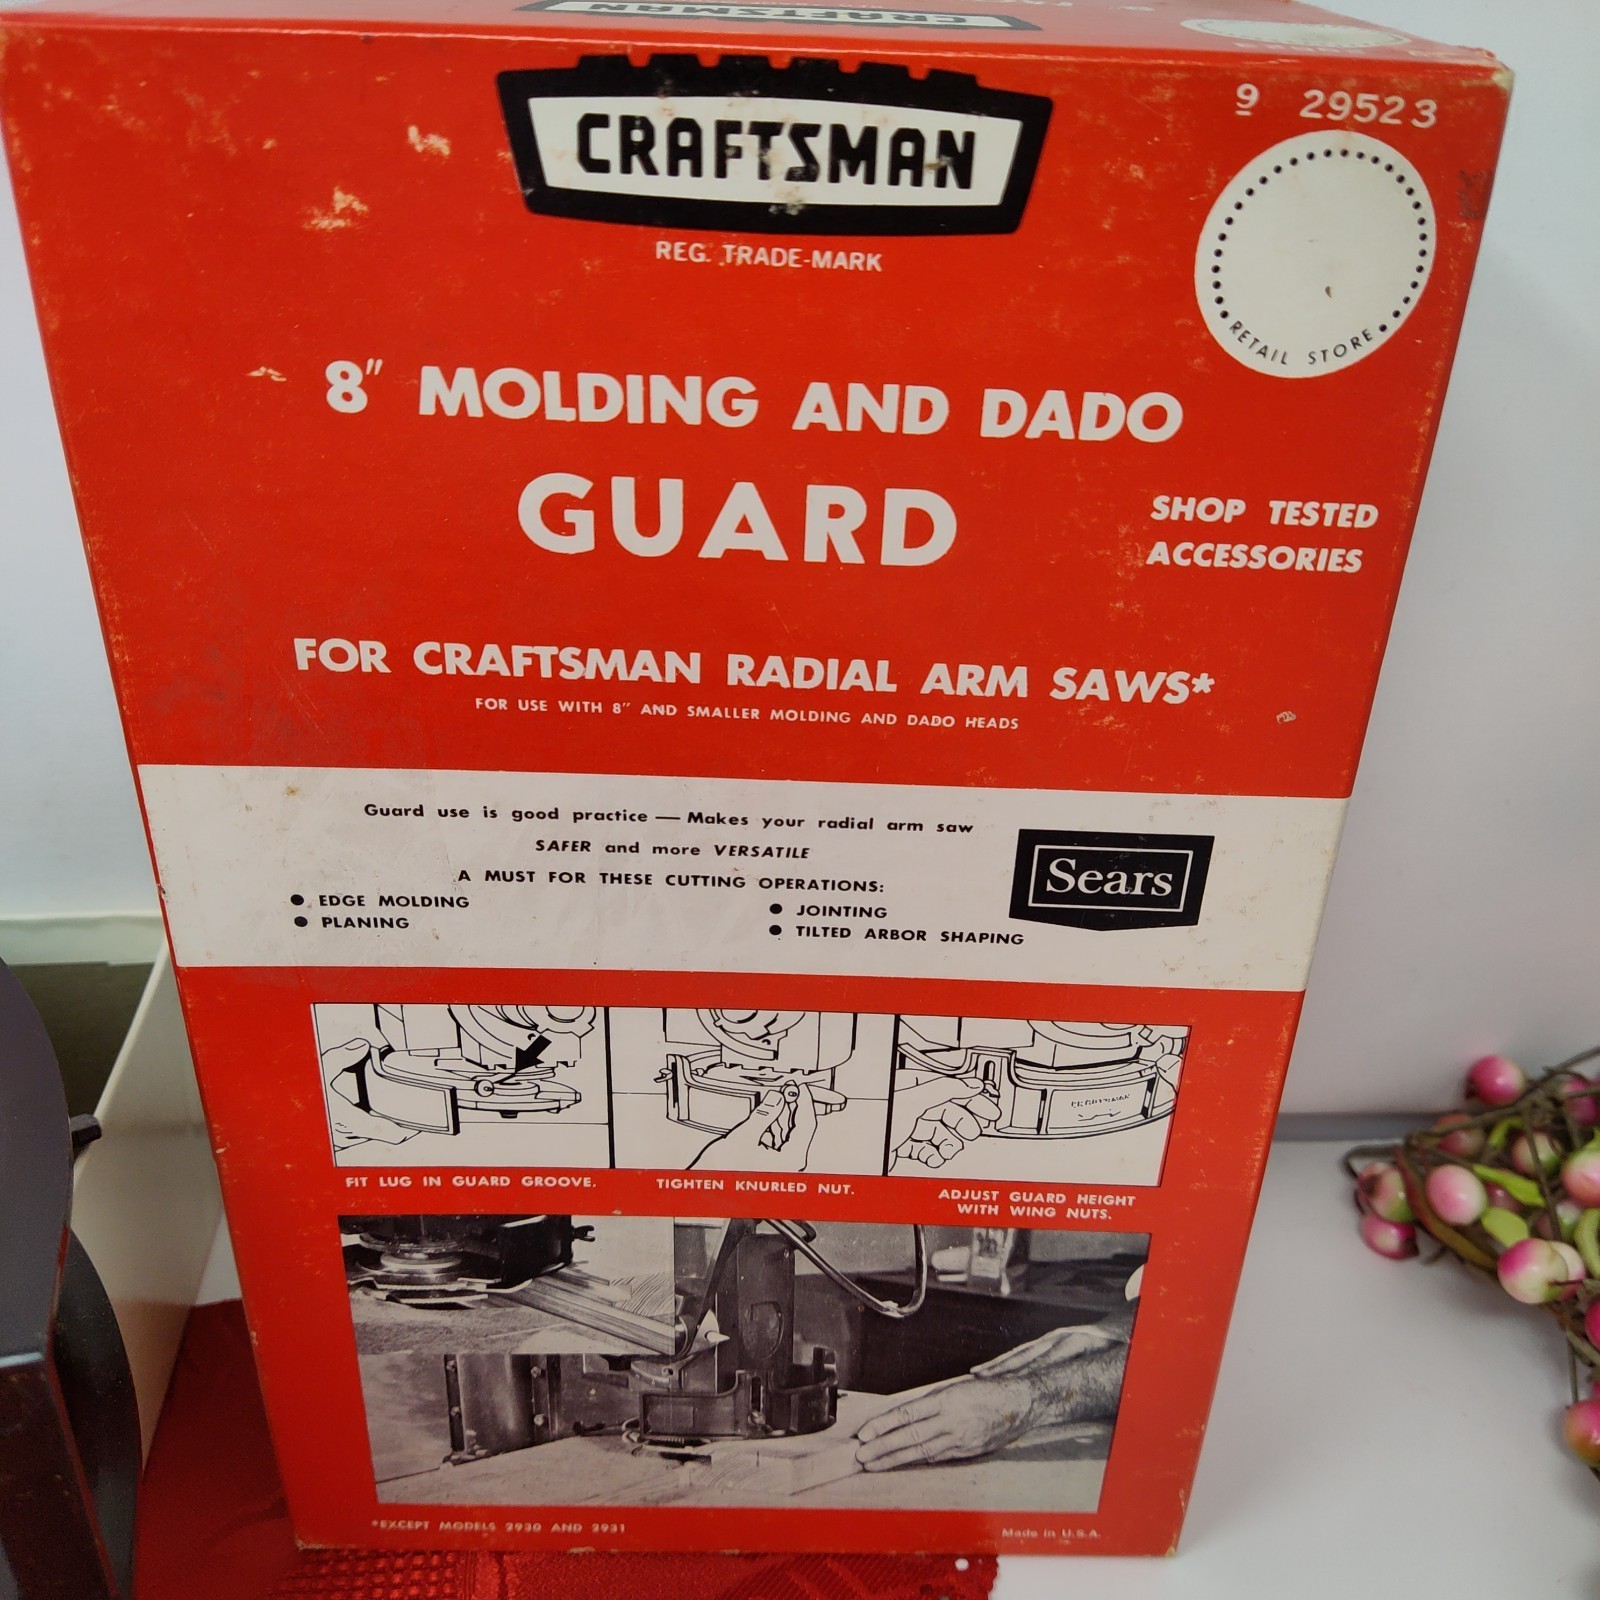 CRAFTSMAN
CRAFTSMAN
9 29523
REG. TRADE-MARK
RETAIL STORE
8" MOLDING AND DADO
GUARD
SHOP TESTED
ACCESSORIES
FOR CRAFTSMAN RADIAL ARM SAWS*
FOR USE WITH 8" AND SMALLER MOLDING AND DADO HEADS
Guard use is good practice — Makes your radial arm saw
SAFER and more VERSATILE
A MUST FOR THESE CUTTING OPERATIONS:
● EDGE MOLDING
● PLANING
● JOINTING
● TILTED ARBOR SHAPING
Sears
CRAFTSMAN
FIT LUG IN GUARD GROOVE.
TIGHTEN KNURLED NUT.
ADJUST GUARD HEIGHT
WITH WING NUTS.
*EXCEPT MODELS 2930 AND 2931
Made in U.S.A.